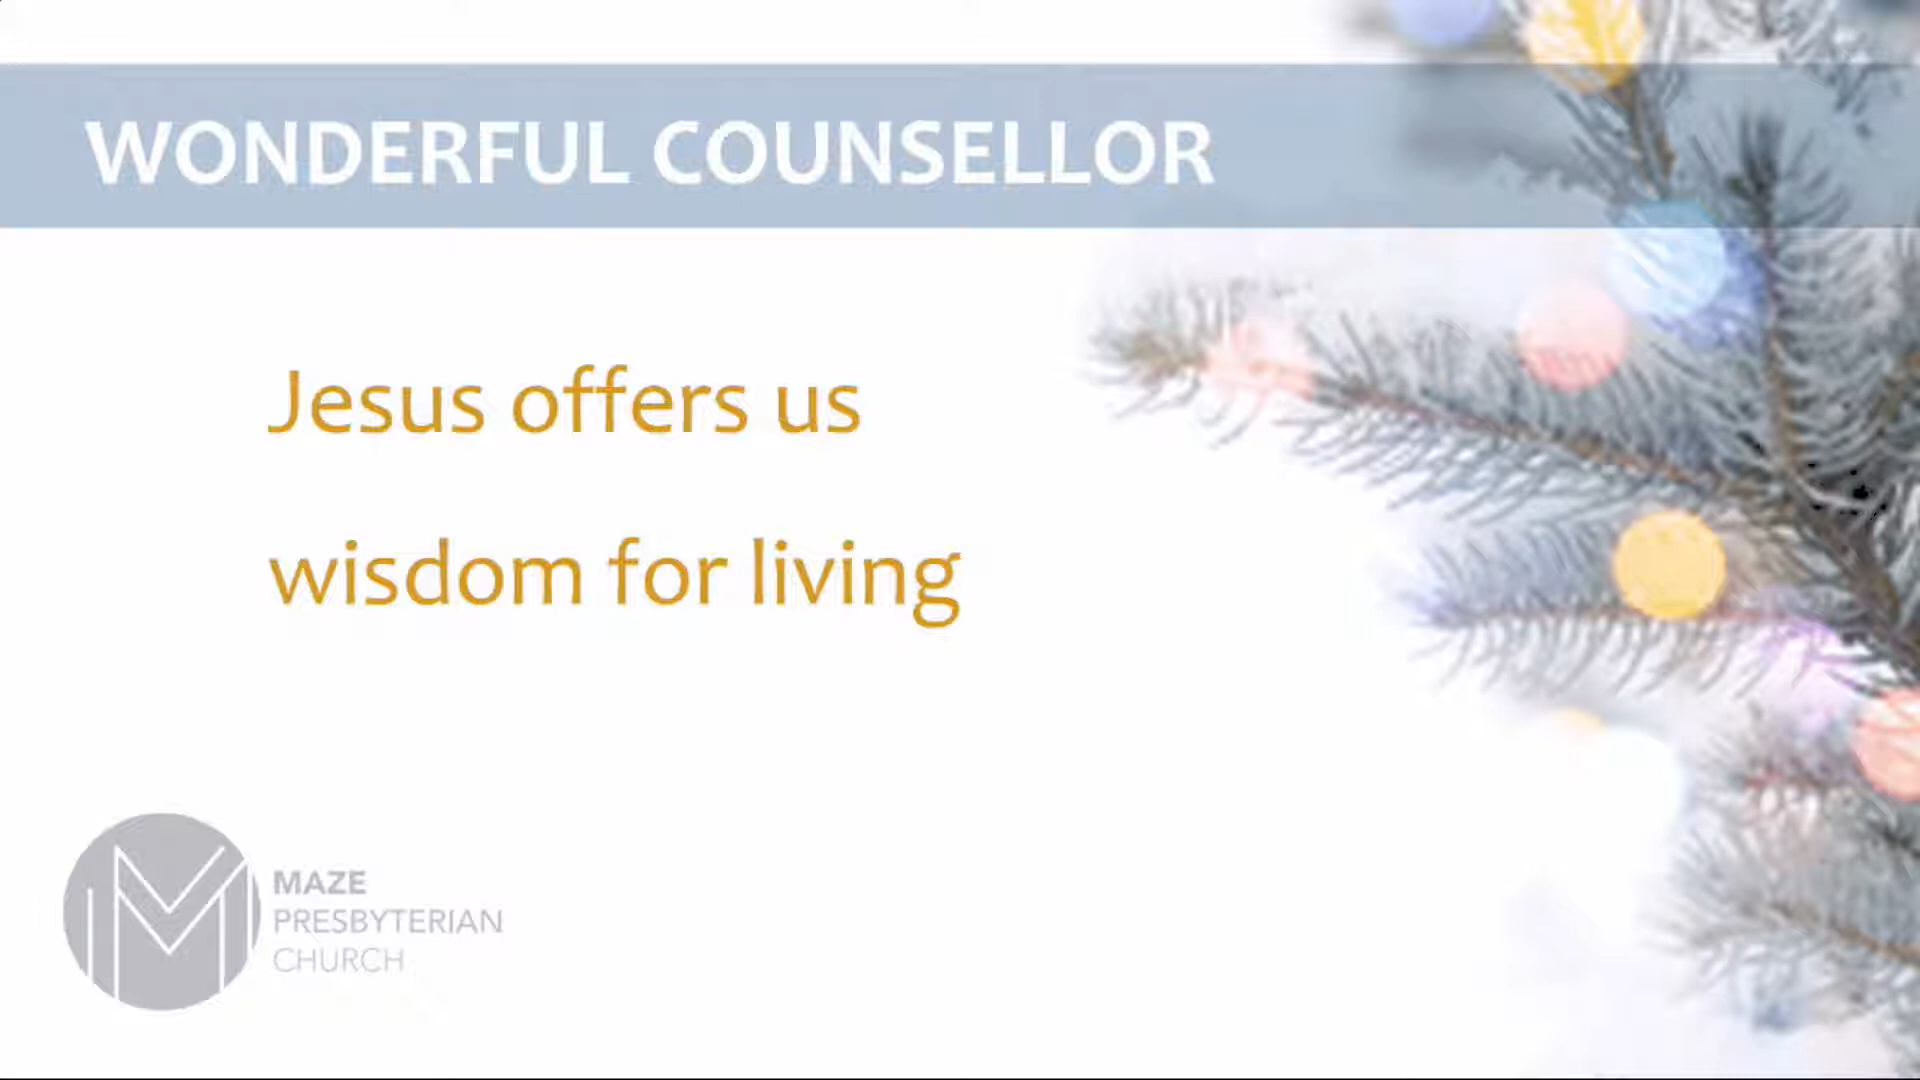 WONDERFUL COUNSELLOR
Jesus offers us
wisdom for living
MAZE
PRESBYTERIAN
CHURCH